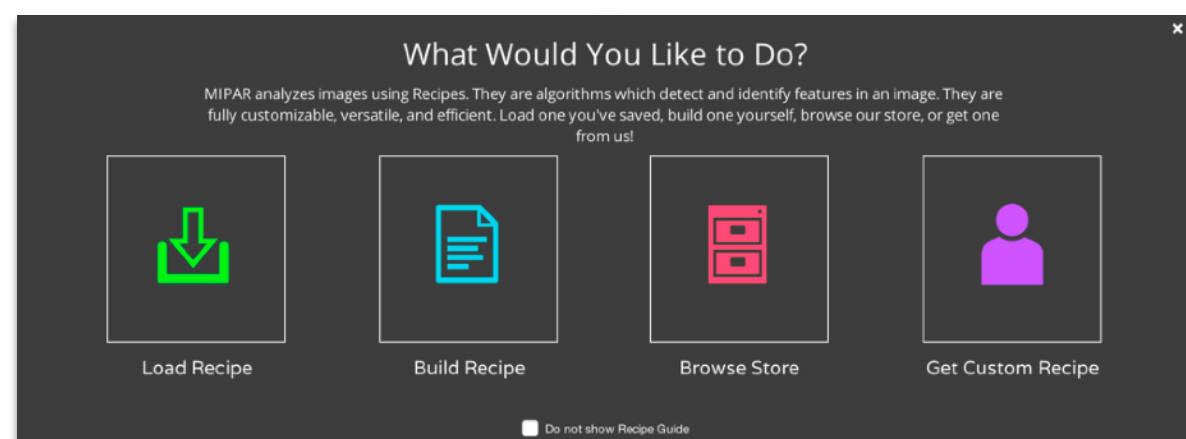 What Would You Like to Do?
MIPAR analyzes images using Recipes. They are algorithms which detect and identify features in an image. They are
fully customizable, versatile, and efficient. Load one you've saved, build one yourself, browse our store, or get one
from us!
Load Recipe
Build Recipe
Browse Store
Get Custom Recipe
Do not show Recipe Guide